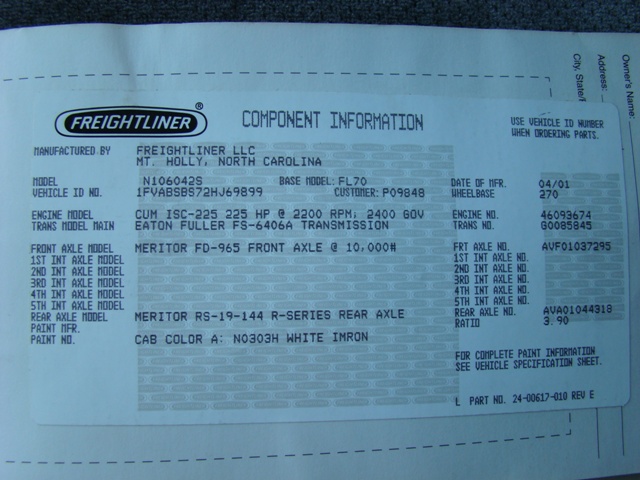 Owner's Name:
Address:
City, State/
FREIGHTLINER ® COMPONENT INFORMATION USE VEHICLE ID NUMBER
WHEN ORDERING PARTS.
MANUFACTURED BY FREIGHTLINER LLC
MT. HOLLY, NORTH CAROLINA
MODEL N106042S BASE MODEL: FL70 DATE OF MFR. 04/01
VEHICLE ID NO. 1FVABSBS72HJ69899 CUSTOMER: P09848 WHEELBASE 270
ENGINE MODEL CUM ISC-225 225 HP @ 2200 RPM; 2400 GOV ENGINE NO. 46093674
TRANS MODEL MAIN EATON FULLER FS-6406A TRANSMISSION TRANS NO. G0085845
FRONT AXLE MODEL MERITOR FD-965 FRONT AXLE @ 10,000# FRT AXLE NO. AVF01037295
1ST INT AXLE MODEL 1ST INT AXLE NO.
2ND INT AXLE MODEL 2ND INT AXLE NO.
3RD INT AXLE MODEL 3RD INT AXLE NO.
4TH INT AXLE MODEL 4TH INT AXLE NO.
5TH INT AXLE MODEL 5TH INT AXLE NO.
REAR AXLE MODEL MERITOR RS-19-144 R-SERIES REAR AXLE REAR AXLE NO. AVA01044318
PAINT MFR. RATIO 3.90
PAINT NO. CAB COLOR A: N0303H WHITE IMRON
FOR COMPLETE PAINT INFORMATION
SEE VEHICLE SPECIFICATION SHEET.
L PART NO. 24-00617-010 REV E